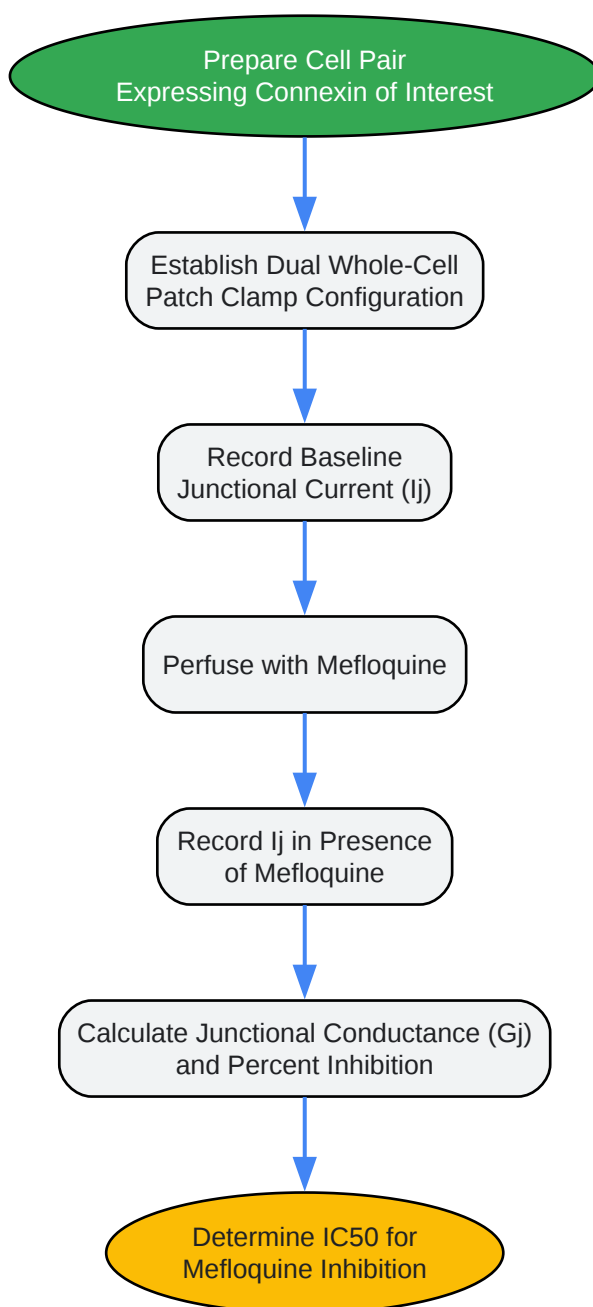 Prepare Cell Pair
Expressing Connexin of Interest
Establish Dual Whole-Cell
Patch Clamp Configuration
Record Baseline
Junctional Current (Ij)
Perfuse with Mefloquine
Record Ij in Presence
of Mefloquine
Calculate Junctional Conductance (Gj)
and Percent Inhibition
Determine IC50 for
Mefloquine Inhibition